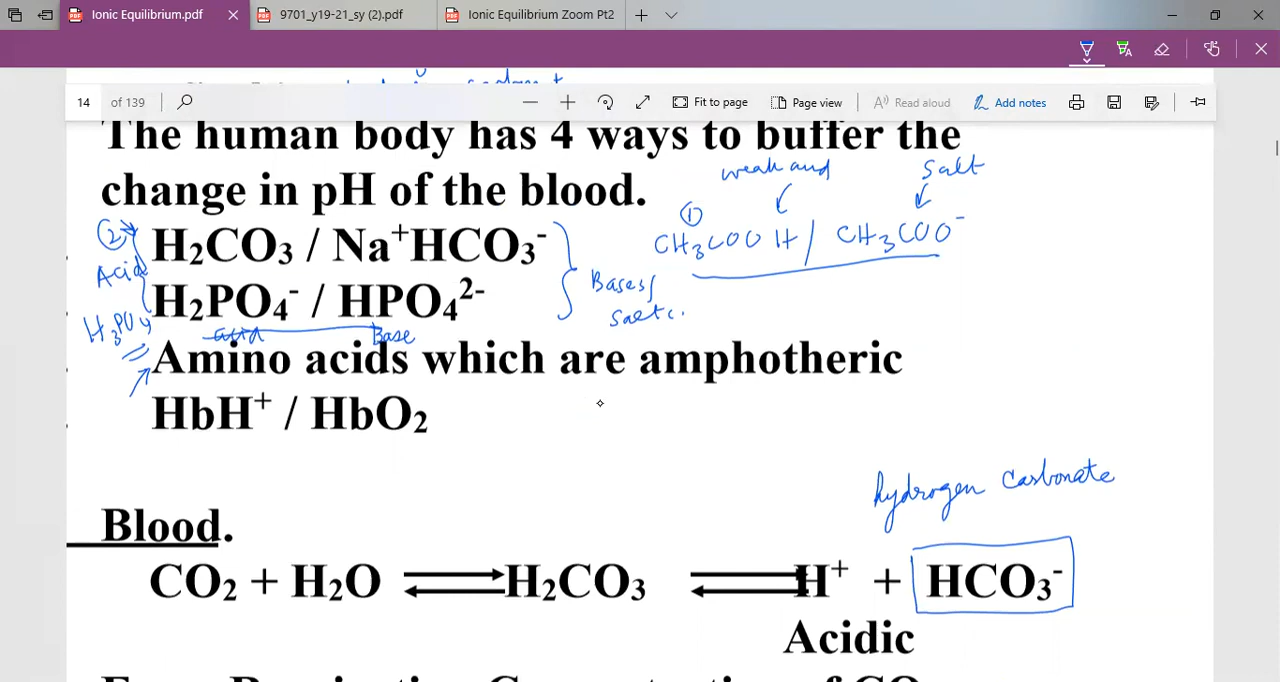 Ionic Equilibrium.pdf 9701_y19-21_sy (2).pdf Ionic Equilibrium Zoom Pt2
14 of 139 Fit to page Page view Read aloud Add notes
The human body has 4 ways to buffer the
weak and salt
change in pH of the blood.
① CH₃COOH / CH₃COO⁻
② H₂CO₃ / Na⁺HCO₃⁻
Acid Bases/
H₂PO₄⁻ / HPO₄²⁻ salts.
H₃PO₄ acid Base
Amino acids which are amphotheric
HbH⁺ / HbO₂
hydrogen carbonate
Blood.
CO₂ + H₂O ⇌ H₂CO₃ ⇌ H⁺ + HCO₃⁻
Acidic